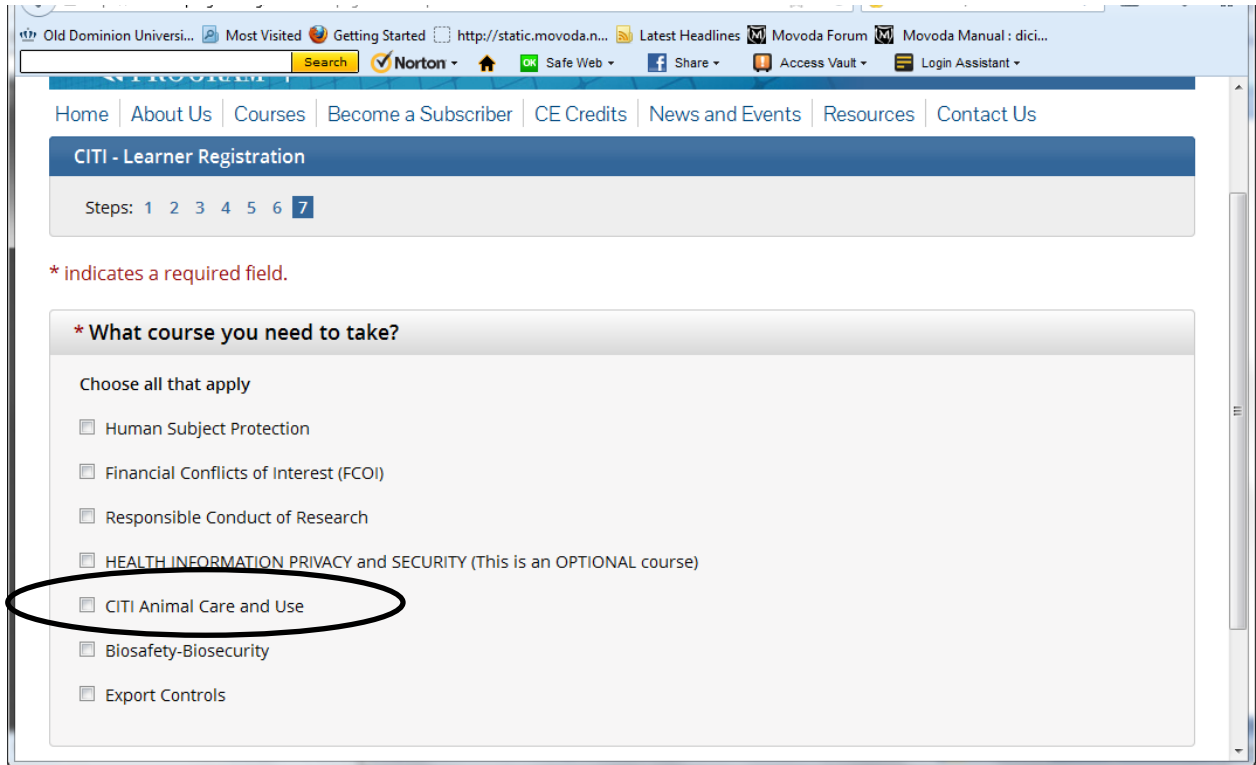 Old Dominion Universi... Most Visited Getting Started http://static.movoda.n... Latest Headlines Movoda Forum Movoda Manual : dici...
Search Norton Safe Web Share Access Vault Login Assistant
PROGRAM
Home About Us Courses Become a Subscriber CE Credits News and Events Resources Contact Us
CITI - Learner Registration
Steps: 1 2 3 4 5 6 7
* indicates a required field.
* What course you need to take?
Choose all that apply
Human Subject Protection
Financial Conflicts of Interest (FCOI)
Responsible Conduct of Research
HEALTH INFORMATION PRIVACY and SECURITY (This is an OPTIONAL course)
CITI Animal Care and Use
Biosafety-Biosecurity
Export Controls